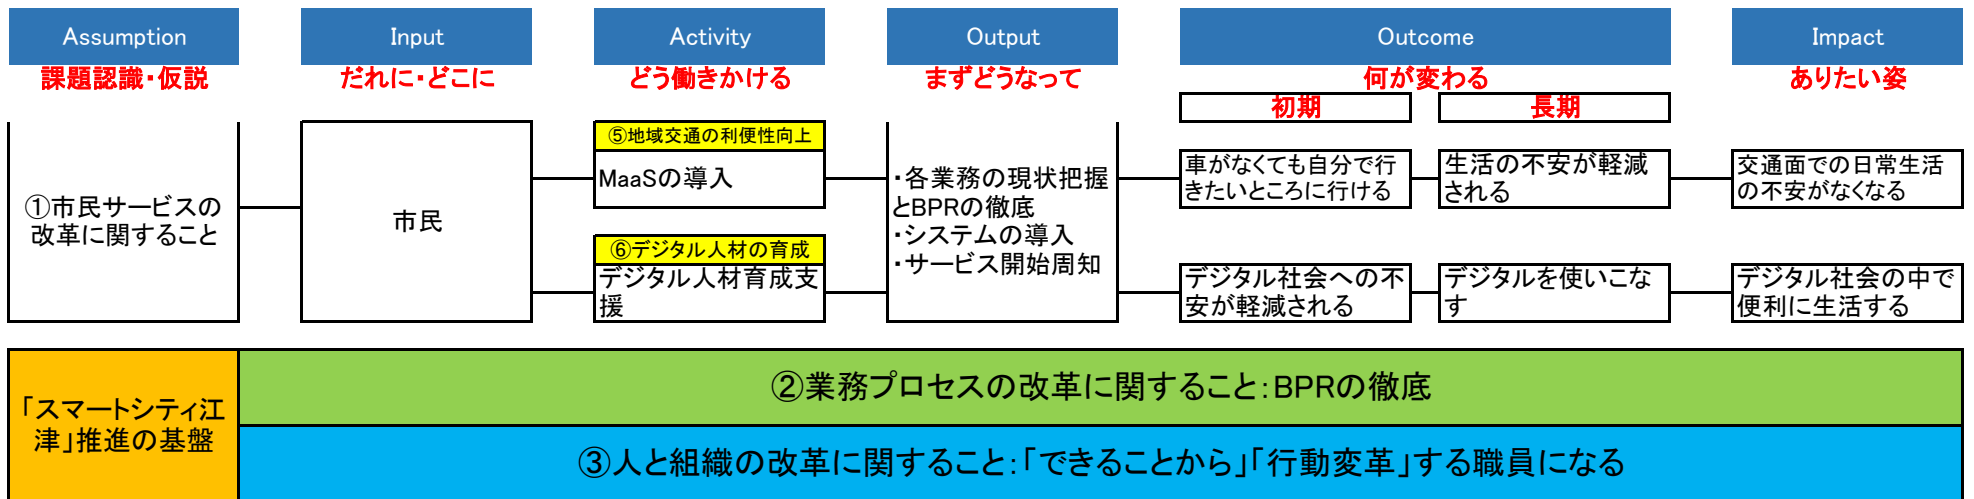 Assumption
Input
Activity
Output
Outcome
Impact
課題認識・仮説
だれに・どこに
どう働きかける
まずどうなって
何が変わる
ありたい姿
初期
長期
①市民サービスの
改革に関すること
市民
⑤地域交通の利便性向上
MaaSの導入
⑥デジタル人材の育成
デジタル人材育成支
援
・各業務の現状把握
とBPRの徹底
・システムの導入
・サービス開始周知
車がなくても自分で行
きたいところに行ける
生活の不安が軽減
される
交通面での日常生活
の不安がなくなる
デジタル社会への不
安が軽減される
デジタルを使いこな
す
デジタル社会の中で
便利に生活する
「スマートシティ江
津」推進の基盤
②業務プロセスの改革に関すること：BPRの徹底
③人と組織の改革に関すること：「できることから」「行動変革」する職員になる